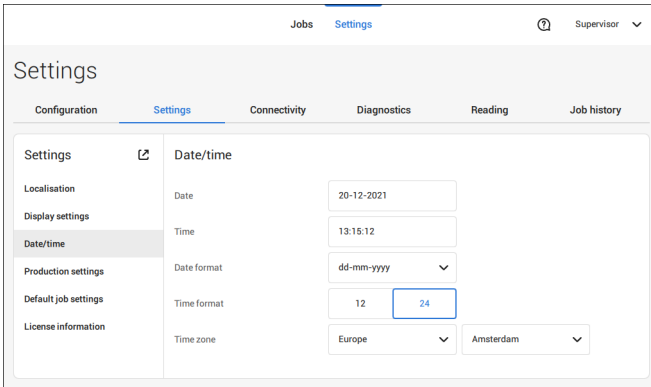 Jobs Settings Supervisor
Settings
Configuration Settings Connectivity Diagnostics Reading Job history
Settings
Localisation
Display settings
Date/time
Production settings
Default job settings
License information
Date/time
Date 20-12-2021
Time 13:15:12
Date format dd-mm-yyyy
Time format 12 24
Time zone Europe Amsterdam